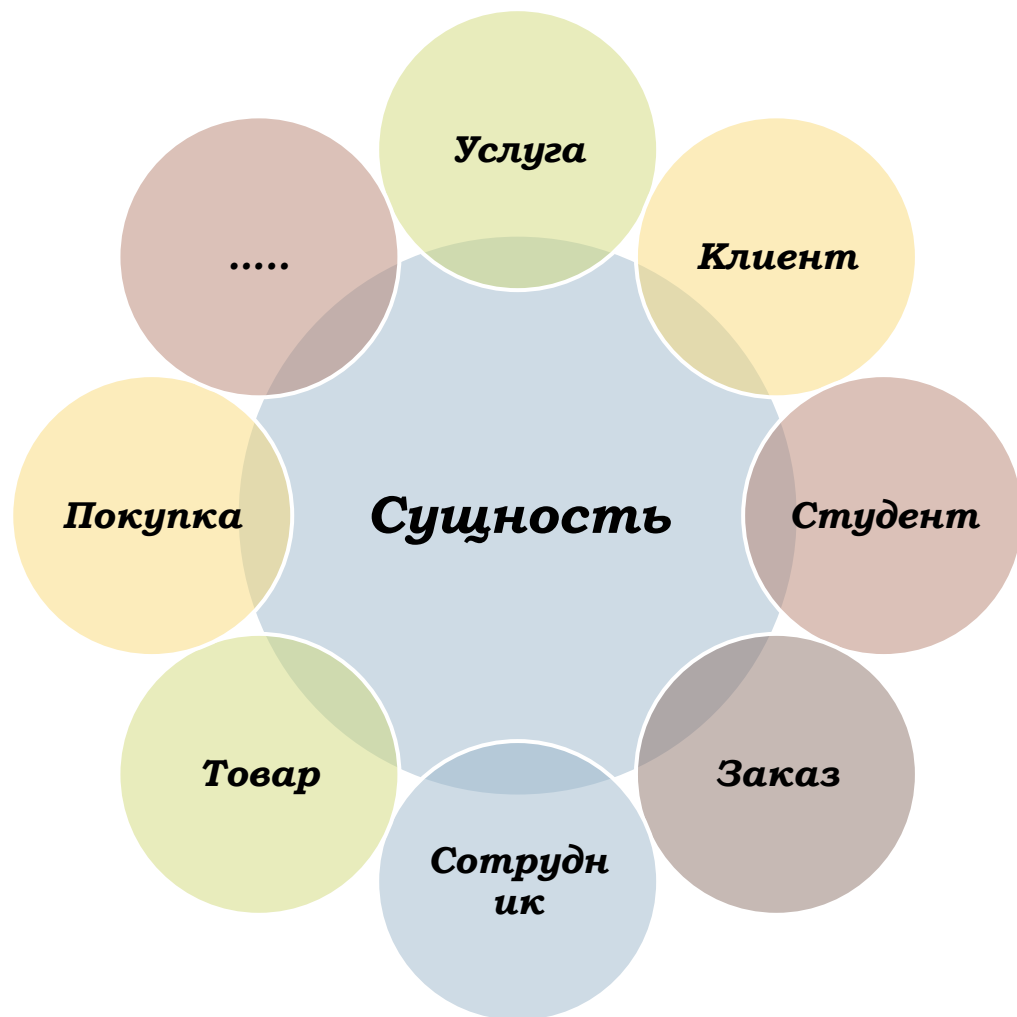 Услуга
Клиент
.....
Покупка
Сущность
Студент
Товар
Заказ
Сотрудн
ик